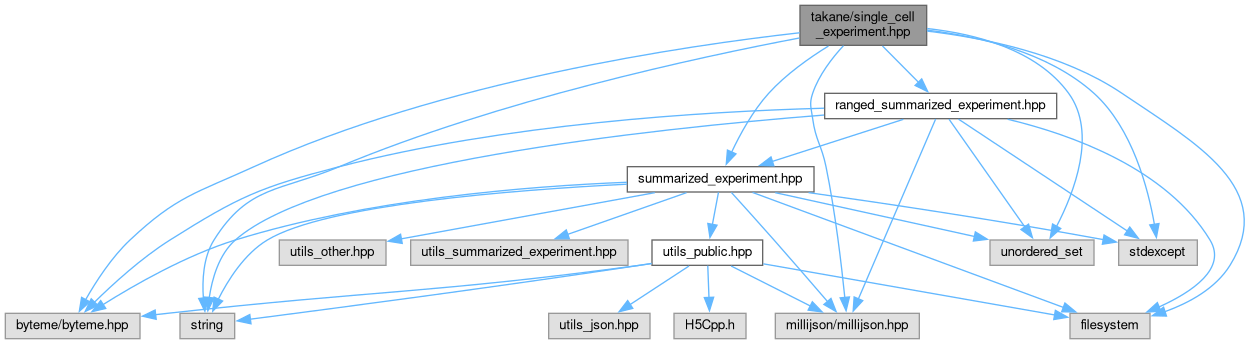 takane/single_cell
_experiment.hpp
ranged_summarized_experiment.hpp
summarized_experiment.hpp
utils_other.hpp
utils_summarized_experiment.hpp
utils_public.hpp
unordered_set
stdexcept
byteme/byteme.hpp
string
utils_json.hpp
H5Cpp.h
millijson/millijson.hpp
filesystem